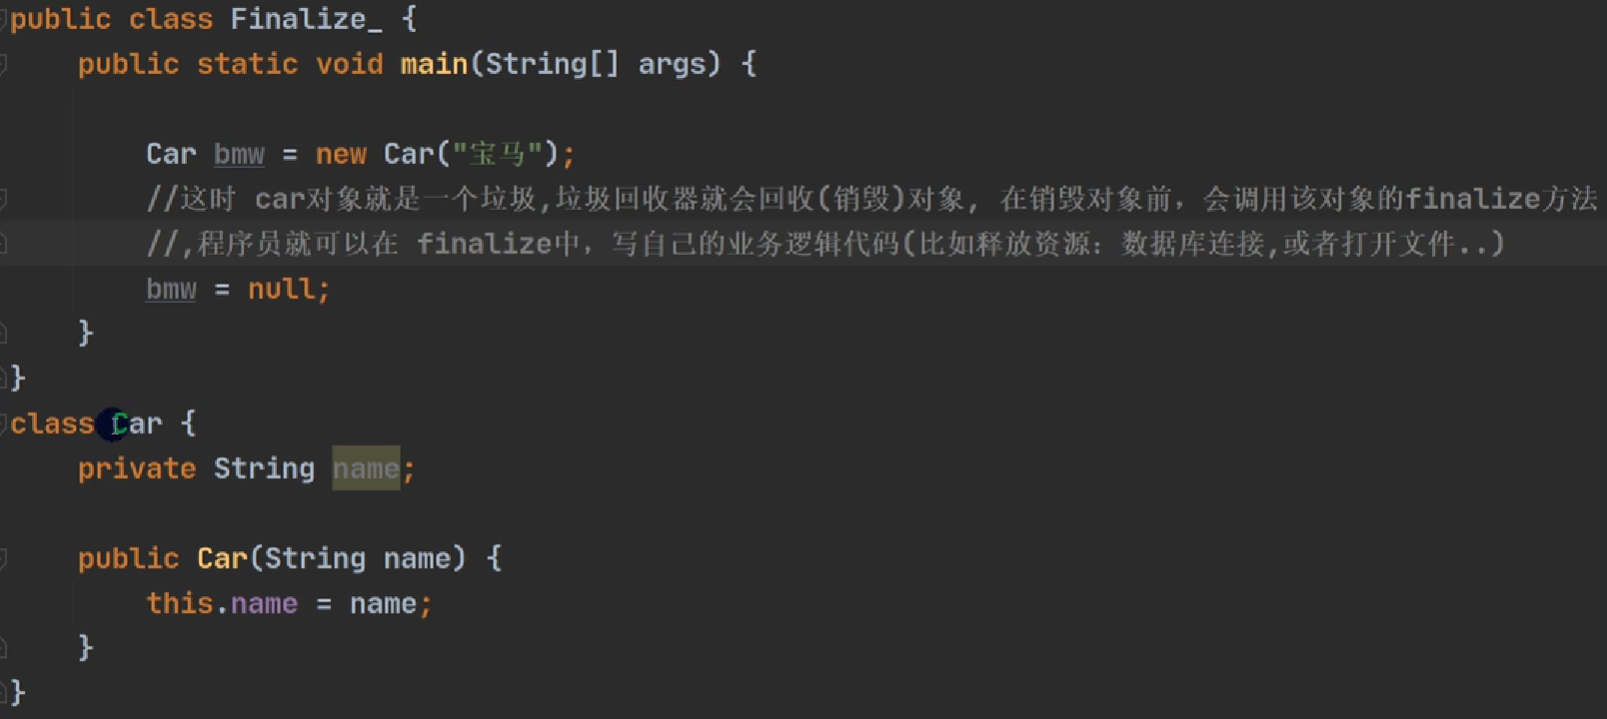 public class Finalize_ {
public static void main(String[] args) {
Car bmw = new Car("宝马");
//这时 car对象就是一个垃圾,垃圾回收器就会回收(销毁)对象, 在销毁对象前，会调用该对象的finalize方法
//,程序员就可以在 finalize中，写自己的业务逻辑代码(比如释放资源：数据库连接,或者打开文件..)
bmw = null;
}
}
class Car {
private String name;
public Car(String name) {
this.name = name;
}
}